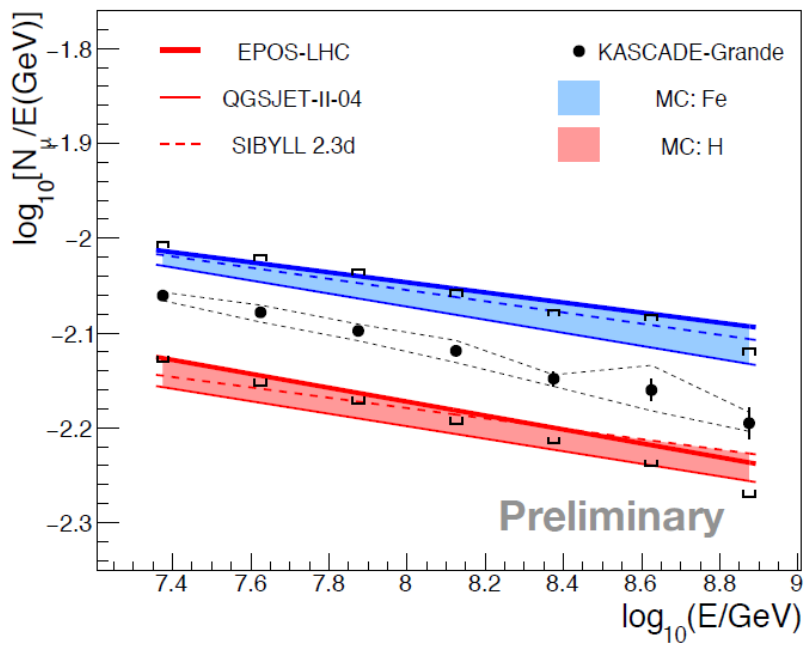 log10[Nμ/E(GeV)]
−1.8
−1.9
−2
−2.1
−2.2
−2.3
EPOS-LHC
QGSJET-II-04
SIBYLL 2.3d
KASCADE-Grande
MC: Fe
MC: H
Preliminary
7.4 7.6 7.8 8 8.2 8.4 8.6 8.8 9
log10(E/GeV)